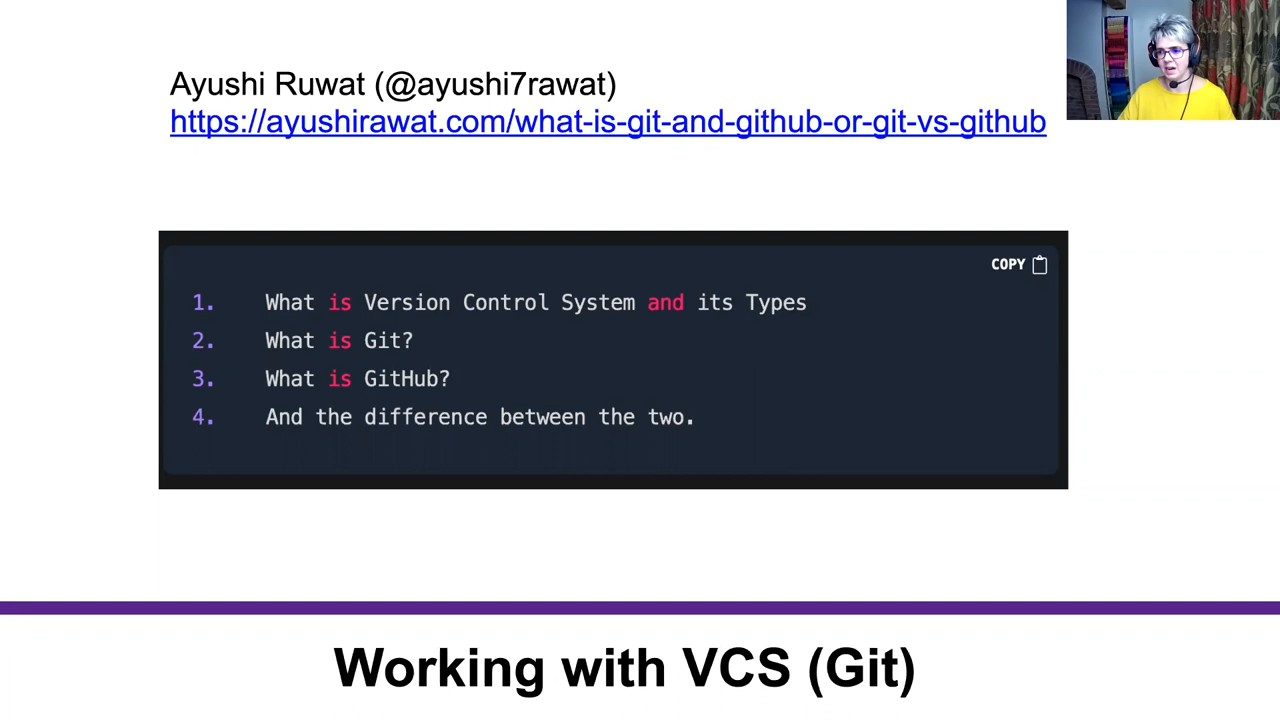 Ayushi Ruwat (@ayushi7rawat)
https://ayushirawat.com/what-is-git-and-github-or-git-vs-github
COPY
1. What is Version Control System and its Types
2. What is Git?
3. What is GitHub?
4. And the difference between the two.
Working with VCS (Git)